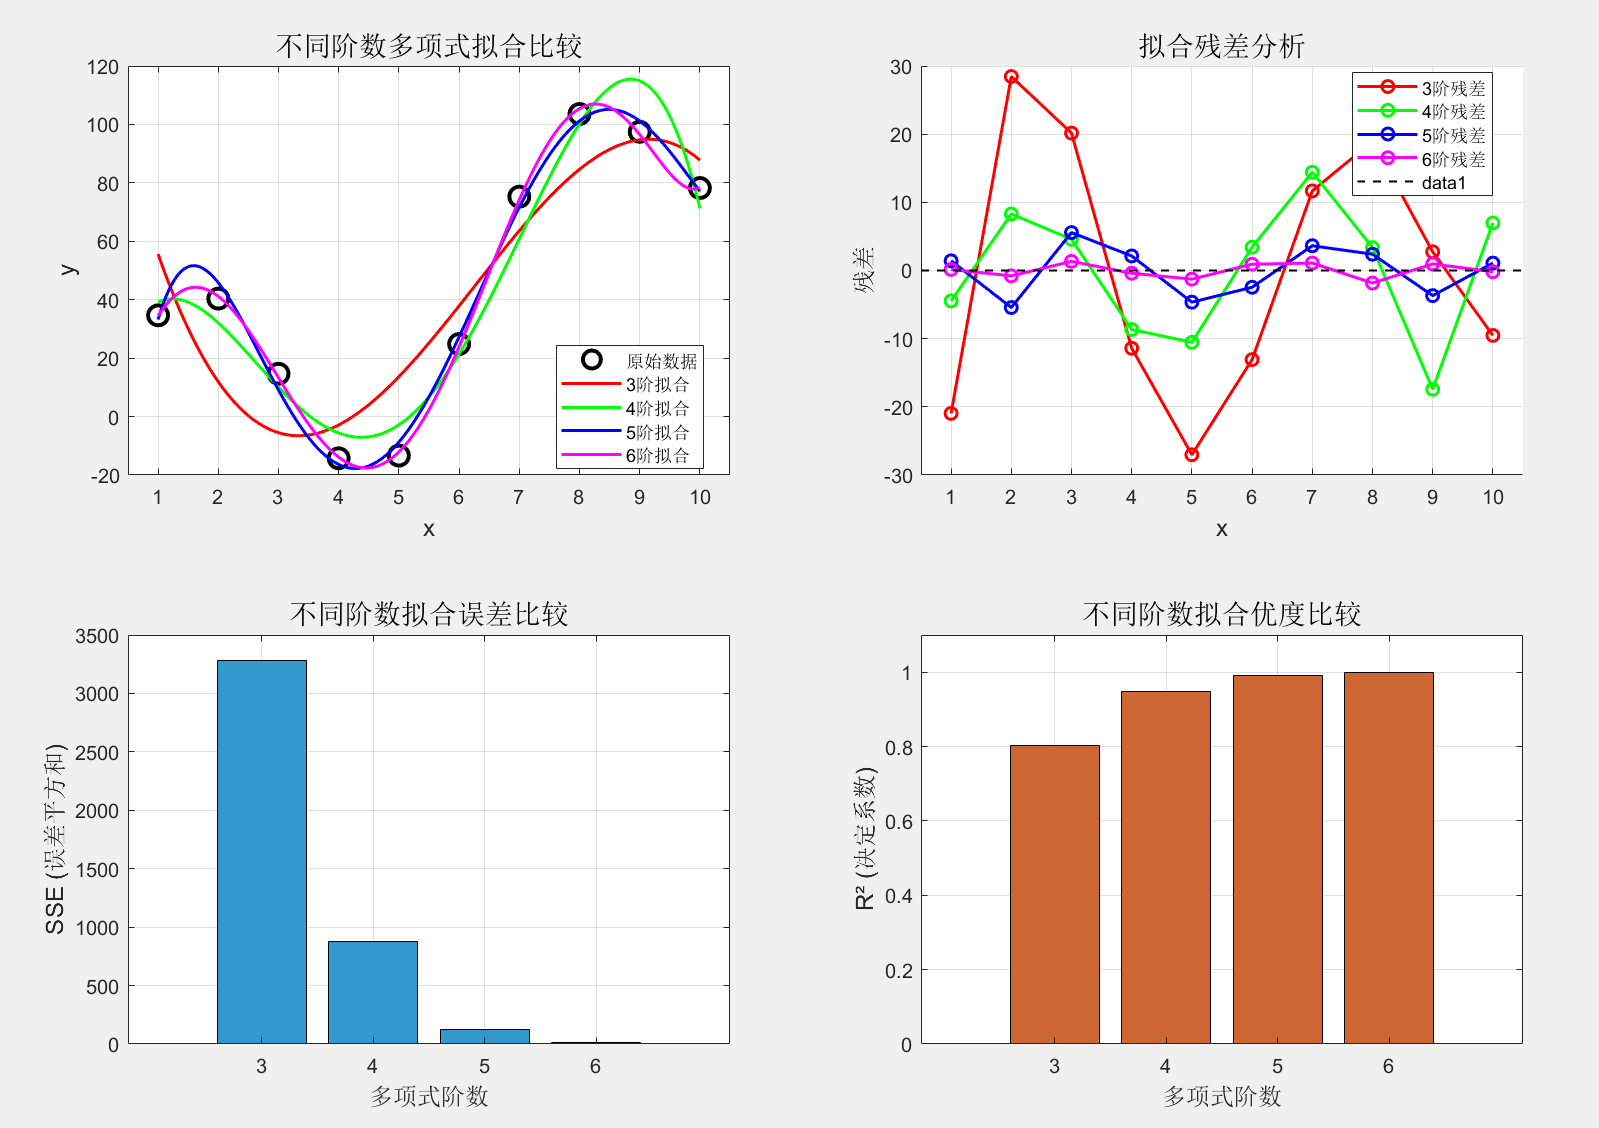 不同阶数多项式拟合比较
120
100
80
60
40
20
0
-20
y
1 2 3 4 5 6 7 8 9 10
x
原始数据
3阶拟合
4阶拟合
5阶拟合
6阶拟合
拟合残差分析
30
20
10
0
-10
-20
-30
残差
1 2 3 4 5 6 7 8 9 10
x
3阶残差
4阶残差
5阶残差
6阶残差
data1
不同阶数拟合误差比较
3500
3000
2500
2000
1500
1000
500
0
SSE (误差平方和)
3 4 5 6
多项式阶数
不同阶数拟合优度比较
1
0.8
0.6
0.4
0.2
0
R² (决定系数)
3 4 5 6
多项式阶数